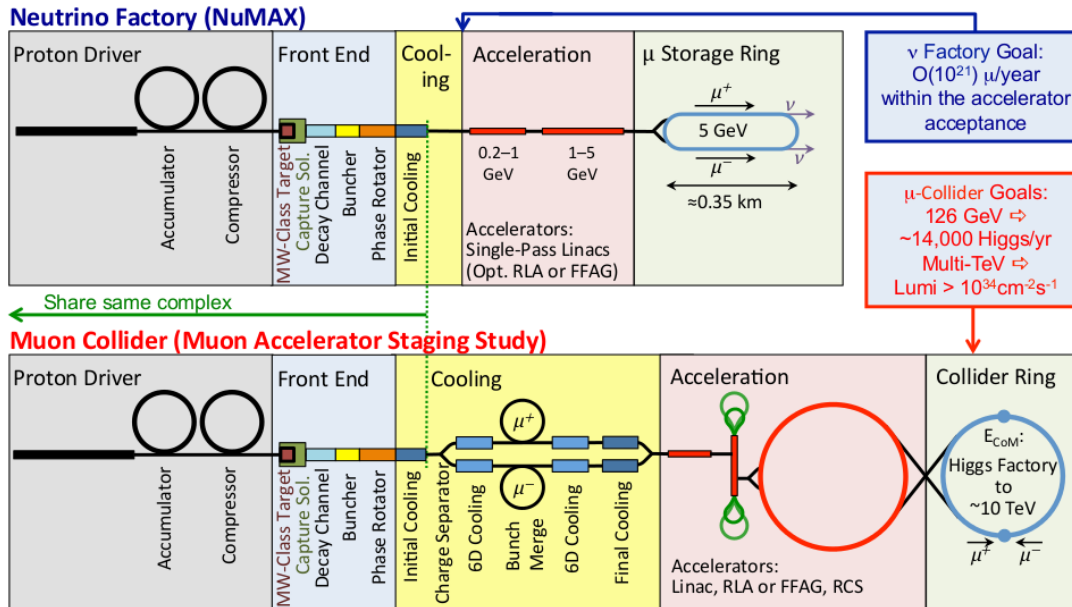 Neutrino Factory (NuMAX)
Proton Driver
Front End
Cool-
ing
Acceleration
μ Storage Ring
ν Factory Goal:
O(10²¹) μ/year
within the accelerator
acceptance
Accumulator
Compressor
MW-Class Target
Capture Sol.
Decay Channel
Buncher
Phase Rotator
Initial Cooling
0.2–1
GeV
1–5
GeV
Accelerators:
Single-Pass Linacs
(Opt. RLA or FFAG)
μ⁺
ν
5 GeV
μ⁻
ν
≈0.35 km
μ-Collider Goals:
126 GeV ⇨
~14,000 Higgs/yr
Multi-TeV ⇨
Lumi > 10³⁴cm⁻²s⁻¹
Share same complex
Muon Collider (Muon Accelerator Staging Study)
Proton Driver
Front End
Cooling
Acceleration
Collider Ring
Accumulator
Compressor
MW-Class Target
Capture Sol.
Decay Channel
Buncher
Phase Rotator
Initial Cooling
Charge Separator
6D Cooling
μ⁺
μ⁻
Bunch
Merge
6D Cooling
Final Cooling
Accelerators:
Linac, RLA or FFAG, RCS
E_CoM:
Higgs Factory
to
~10 TeV
μ⁺
μ⁻